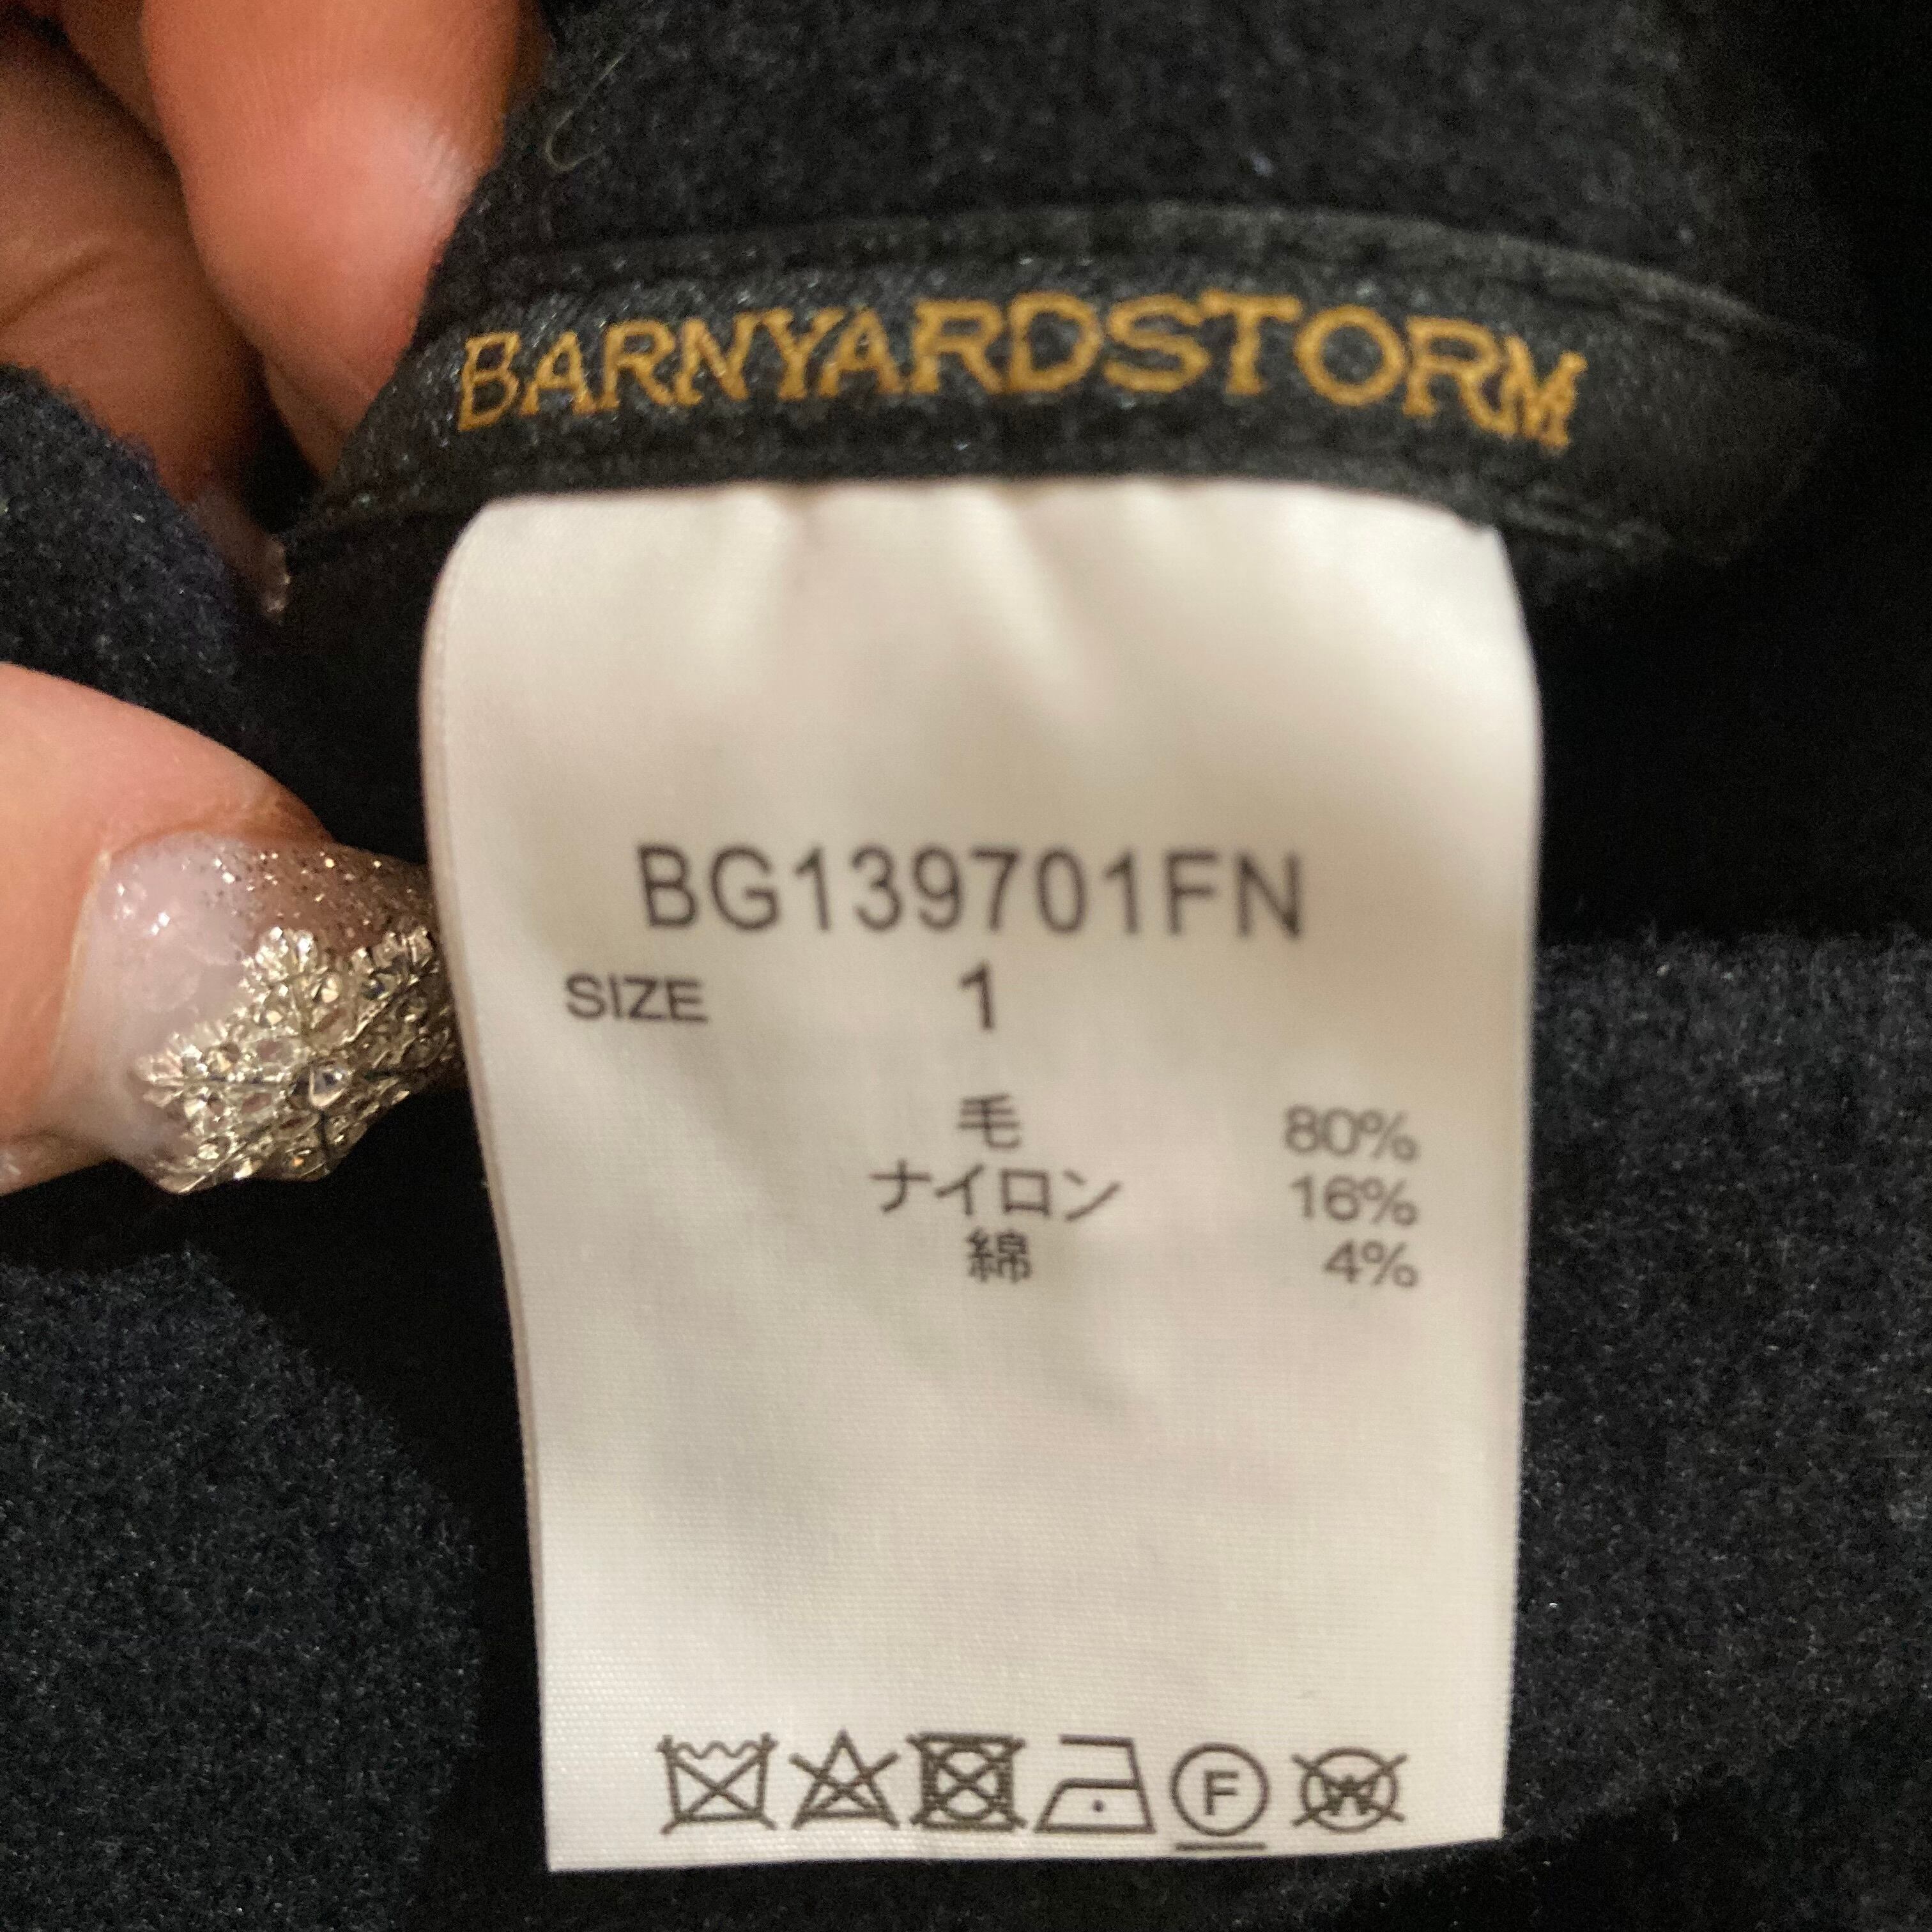 BARNYARDSTORM
BG139701FN
SIZE 1
毛 80%
ナイロン 16%
綿 4%
F W